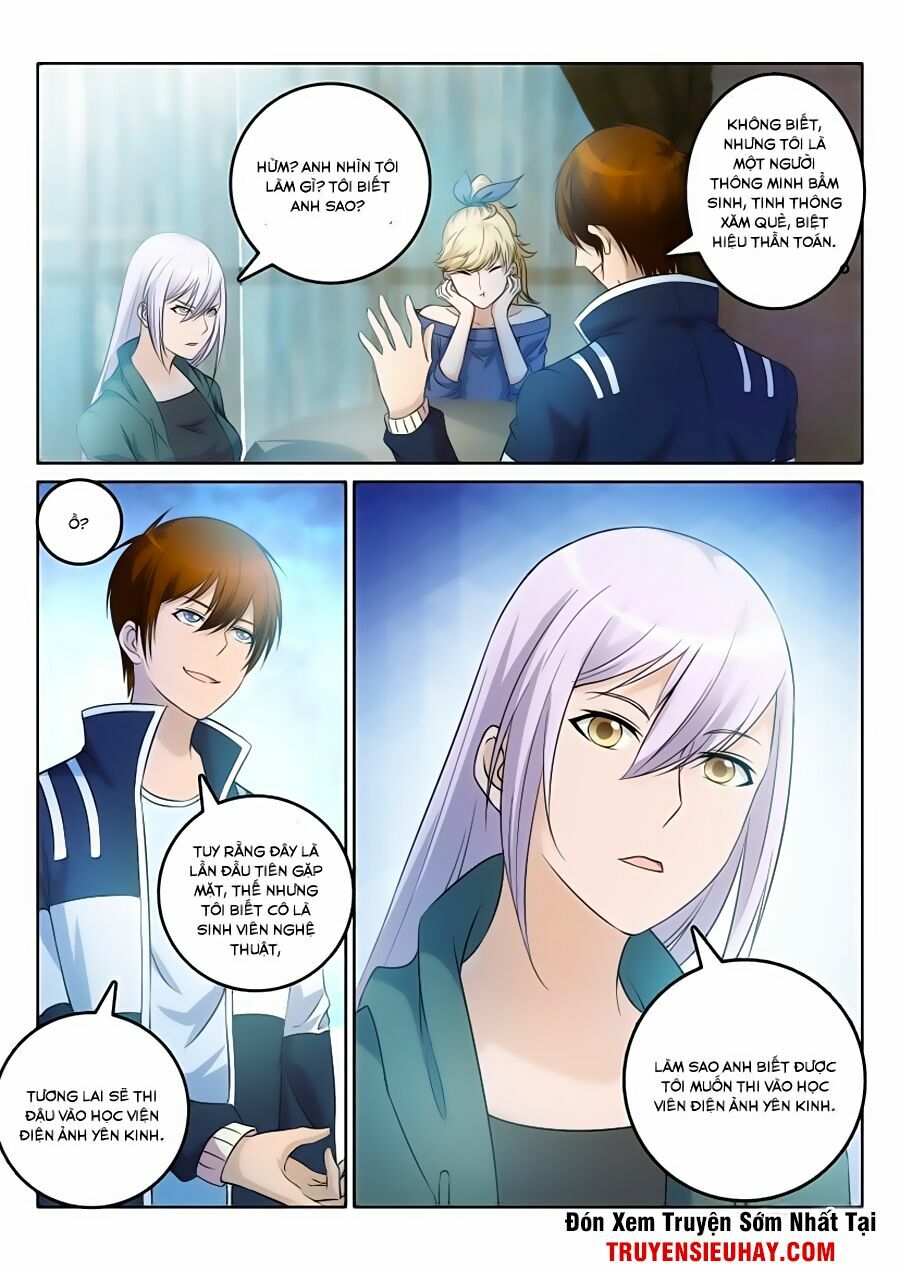 HỪM? ANH NHÌN TÔI
LÀM GÌ? TÔI BIẾT
ANH SAO?
KHÔNG BIẾT,
NHƯNG TÔI LÀ
MỘT NGƯỜI
THÔNG MINH BẨM
SINH, TINH THÔNG
XĂM QUẺ, BIỆT
HIỆU THẦN TOÁN.
Ồ?
TUY RẰNG ĐÂY LÀ
LẦN ĐẦU TIÊN GẶP
MẶT, THẾ NHƯNG
TÔI BIẾT CÔ LÀ
SINH VIÊN NGHỆ
THUẬT,
TƯƠNG LAI SẼ THI
ĐẬU VÀO HỌC VIỆN
ĐIỆN ẢNH YÊN KINH.
LÀM SAO ANH BIẾT ĐƯỢC
TÔI MUỐN THI VÀO HỌC
VIÊN ĐIỆN ẢNH YÊN KINH.
Đón Xem Truyện Sớm Nhất Tại
TRUYENSIEUHAY.COM